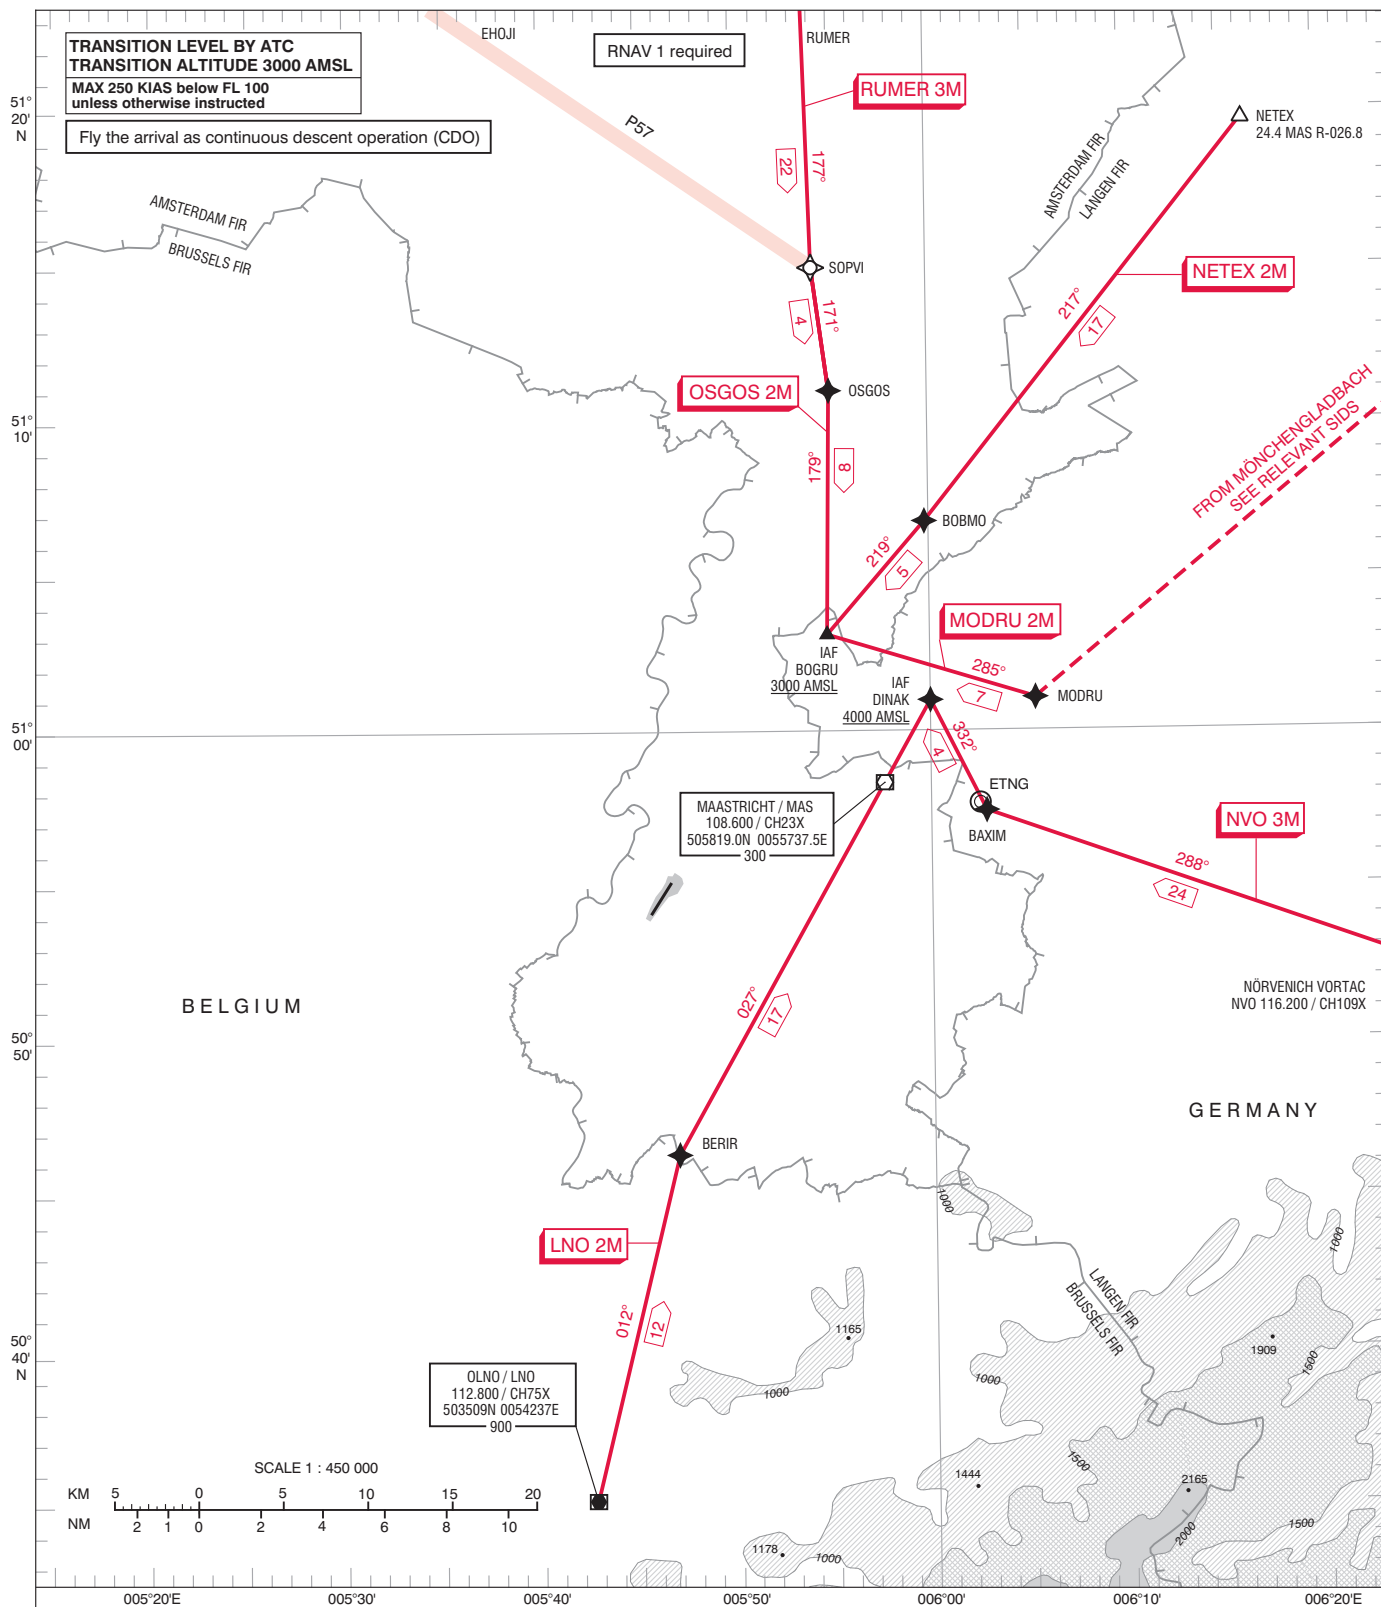 TRANSITION LEVEL BY ATC
TRANSITION ALTITUDE 3000 AMSL
MAX 250 KIAS below FL 100
unless otherwise instructed
Fly the arrival as continuous descent operation (CDO)
EHOJI
RNAV 1 required
RUMER
RUMER 3M
P57
22
177°
NETEX
24.4 MAS R-026.8
AMSTERDAM FIR
LANGEN FIR
51°
20'
N
AMSTERDAM FIR
BRUSSELS FIR
SOPVI
4
171°
NETEX 2M
217°
17
OSGOS 2M
OSGOS
51°
10'
179°
8
FROM MÖNCHENGLADBACH
SEE RELEVANT SIDS
BOBMO
219°
5
MODRU 2M
IAF
BOGRU
3000 AMSL
285°
7
MODRU
IAF
DINAK
4000 AMSL
51°
00'
332°
4
ETNG
BAXIM
MAASTRICHT / MAS
108.600 / CH23X
505819.0N 0055737.5E
300
NVO 3M
288°
24
BELGIUM
NÖRVENICH VORTAC
NVO 116.200 / CH109X
027°
17
50°
50'
GERMANY
BERIR
1000
LNO 2M
1000
LANGEN FIR
BRUSSELS FIR
012°
12
1165
1909
1500
50°
40'
N
OLNO / LNO
112.800 / CH75X
503509N 0054237E
900
1000
1000
1500
1444
2165
SCALE 1 : 450 000
KM 5 0 5 10 15 20
NM 2 1 0 2 4 6 8 10
1500
2000
1178
1000
005°20'E 005°30'E 005°40'E 005°50'E 006°00'E 006°10'E 006°20'E